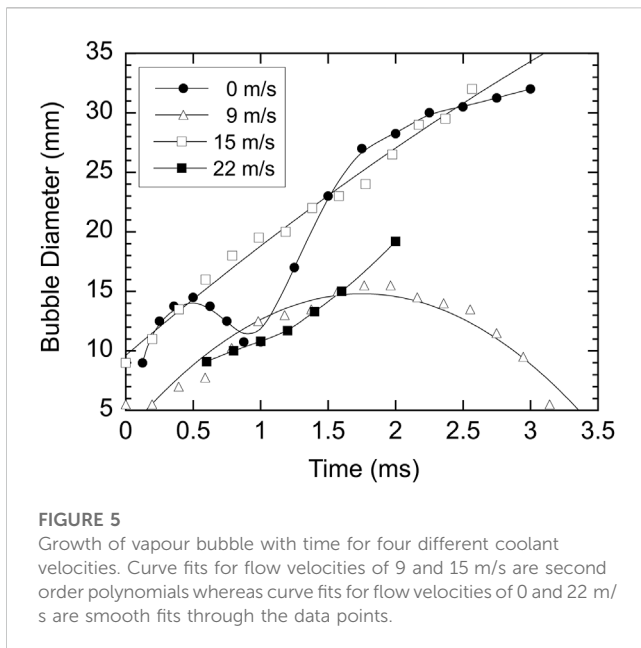 35
30
25
20
15
10
5
Bubble Diameter (mm)
0 m/s
9 m/s
15 m/s
22 m/s
0 0.5 1 1.5 2 2.5 3 3.5
Time (ms)
FIGURE 5
Growth of vapour bubble with time for four different coolant
velocities. Curve fits for flow velocities of 9 and 15 m/s are second
order polynomials whereas curve fits for flow velocities of 0 and 22 m/
s are smooth fits through the data points.